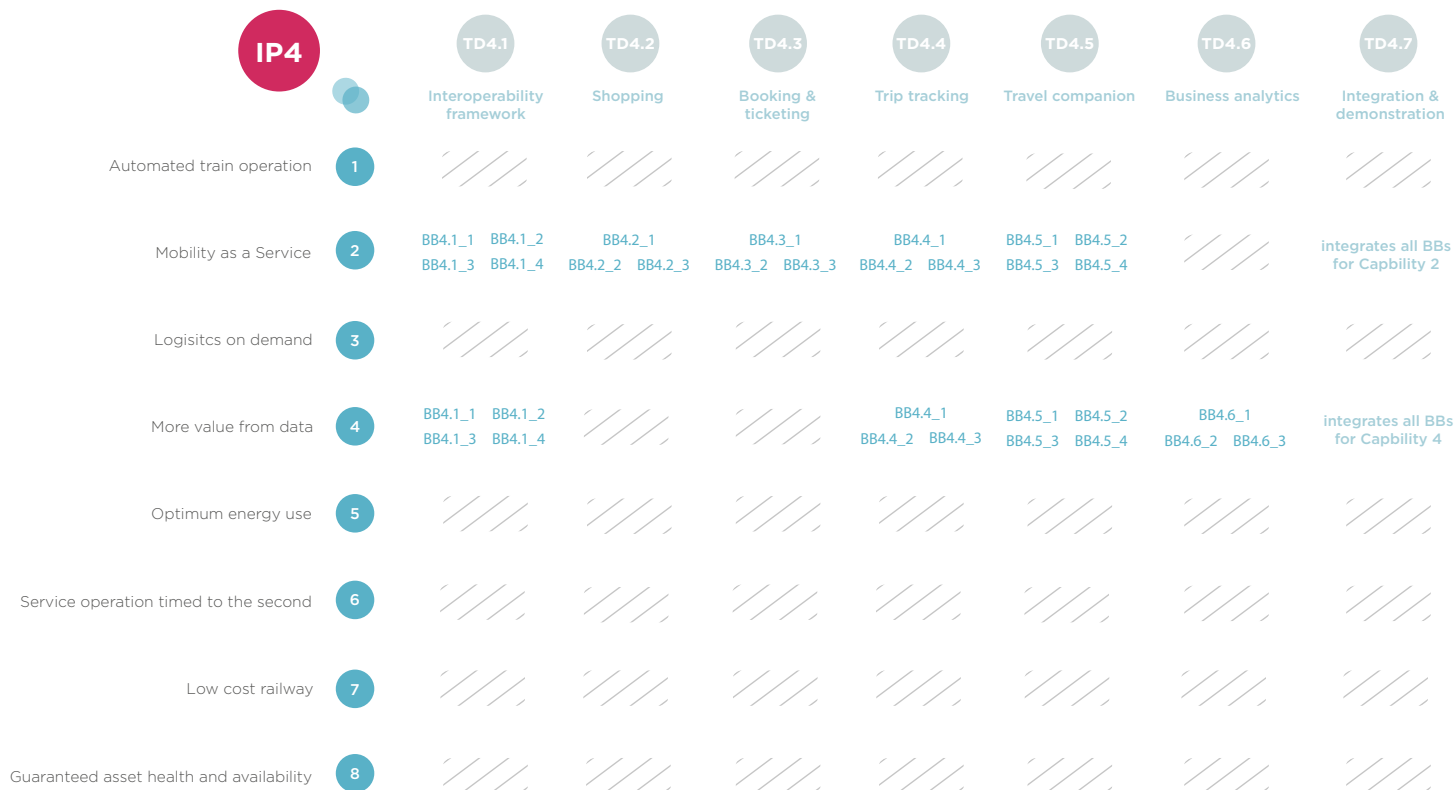 IP4
TD4.1 TD4.2 TD4.3 TD4.4 TD4.5 TD4.6 TD4.7
Interoperability Shopping Booking & Trip tracking Travel companion Business analytics Integration &
framework ticketing demonstration
Automated train operation 1
BB4.1_1 BB4.1_2 BB4.2_1 BB4.3_1 BB4.4_1 BB4.5_1 BB4.5_2
Mobility as a Service 2 integrates all BBs
BB4.1_3 BB4.1_4 BB4.2_2 BB4.2_3 BB4.3_2 BB4.3_3 BB4.4_2 BB4.4_3 BB4.5_3 BB4.5_4 for Capbility 2
Logisitcs on demand 3
BB4.1_1 BB4.1_2 BB4.4_1 BB4.5_1 BB4.5_2 BB4.6_1
More value from data 4 integrates all BBs
BB4.1_3 BB4.1_4 BB4.4_2 BB4.4_3 BB4.5_3 BB4.5_4 BB4.6_2 BB4.6_3 for Capbility 4
Optimum energy use 5
Service operation timed to the second 6
Low cost railway 7
Guaranteed asset health and availability 8